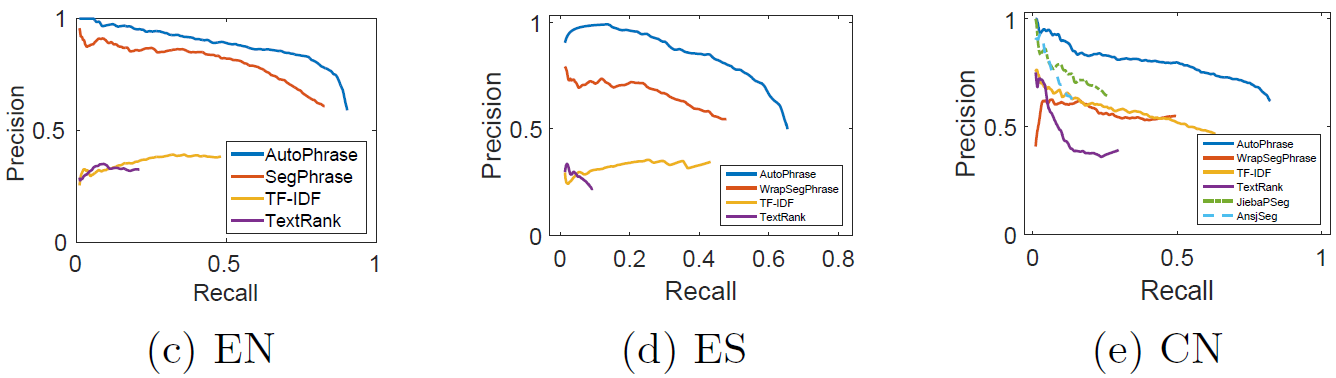 Precision
1
0.5
0
0
0.5
1
Recall
AutoPhrase
SegPhrase
TF-IDF
TextRank
(c) EN
Precision
1
0.5
0
0
0.2
0.4
0.6
0.8
Recall
AutoPhrase
WrapSegPhrase
TF-IDF
TextRank
(d) ES
Precision
1
0.5
0
0
0.5
1
Recall
AutoPhrase
WrapSegPhrase
TF-IDF
TextRank
JiebaPSeg
AnsjSeg
(e) CN